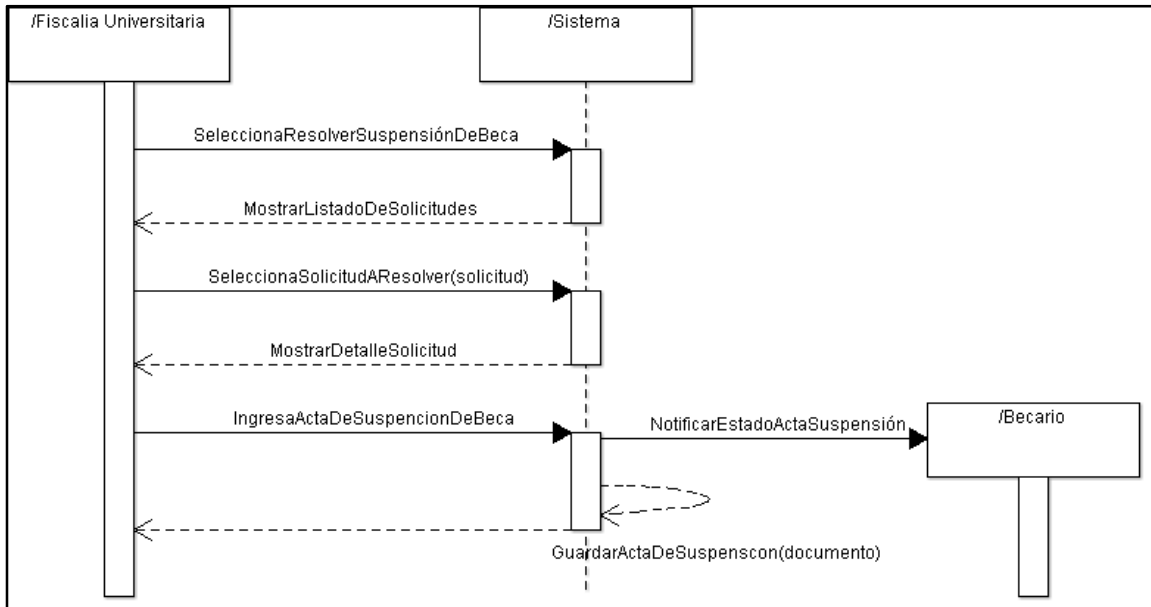 /Fiscalia Universitaria
/Sistema
SeleccionaResolverSuspensiónDeBeca
MostrarListadoDeSolicitudes
SeleccionaSolicitudAResolver(solicitud)
MostrarDetalleSolicitud
IngresaActaDeSuspencionDeBeca
NotificarEstadoActaSuspensión
/Becario
GuardarActaDeSuspenscon(documento)